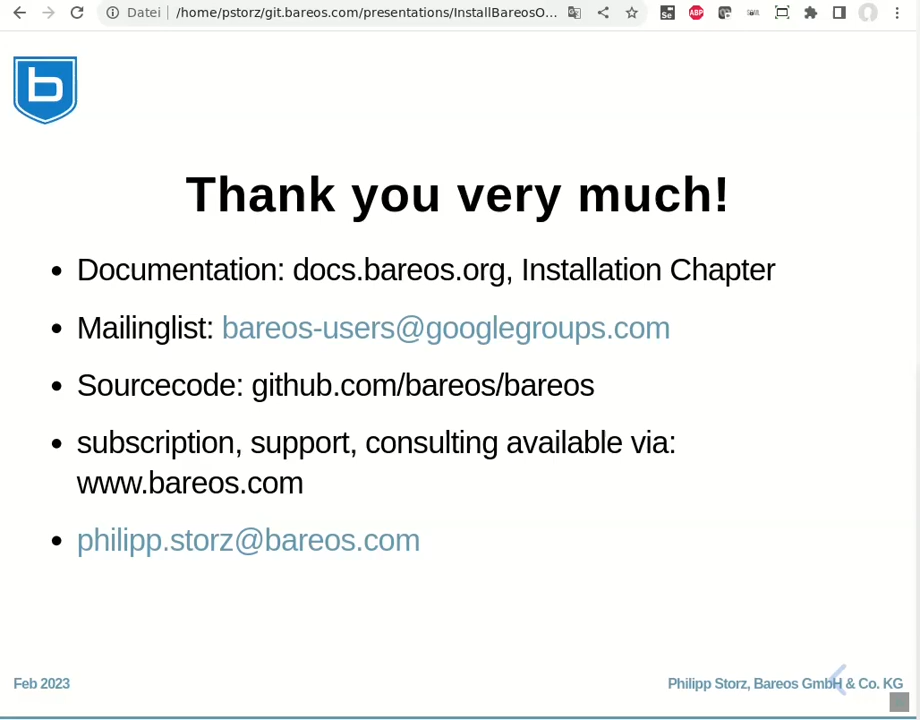 Datei
/home/pstorz/git.bareos.com/presentations/InstallBareosO...
Se
ABP
b
Thank you very much!
• Documentation: docs.bareos.org, Installation Chapter
• Mailinglist: bareos-users@googlegroups.com
• Sourcecode: github.com/bareos/bareos
• subscription, support, consulting available via:
www.bareos.com
• philipp.storz@bareos.com
Feb 2023
Philipp Storz, Bareos GmbH & Co. KG